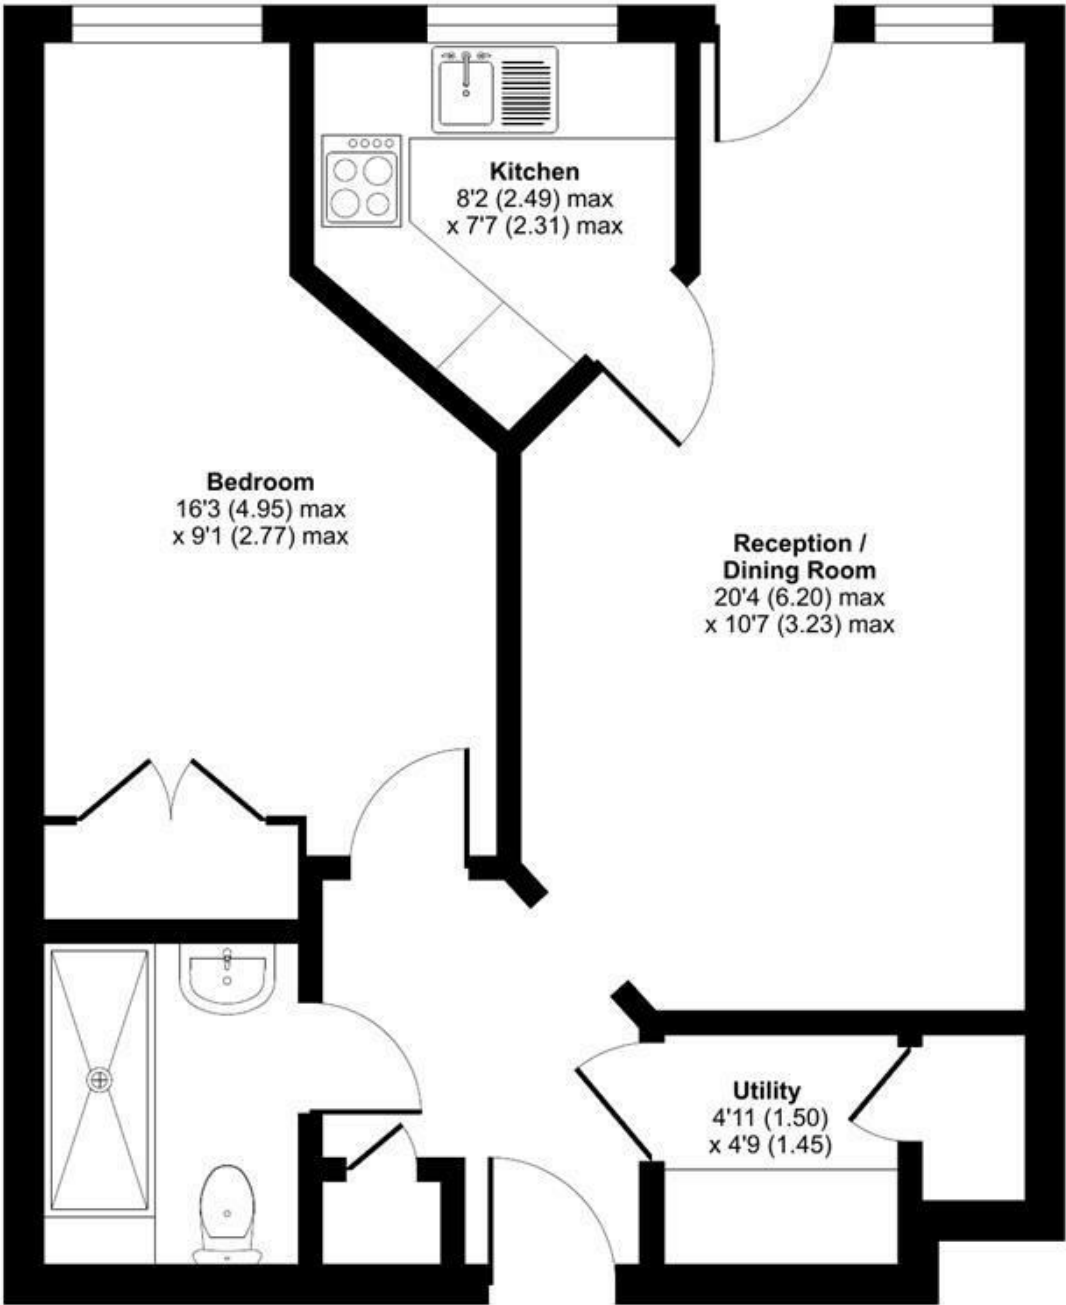 Kitchen
8'2 (2.49) max
x 7'7 (2.31) max
Bedroom
16'3 (4.95) max
x 9'1 (2.77) max
Reception /
Dining Room
20'4 (6.20) max
x 10'7 (3.23) max
Utility
4'11 (1.50)
x 4'9 (1.45)